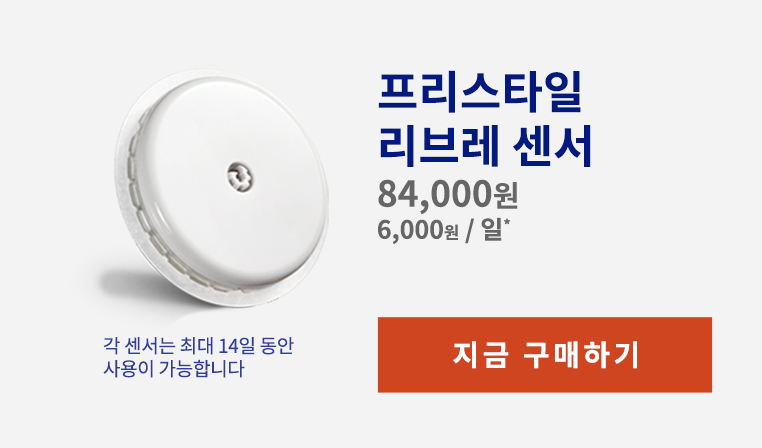 프리스타일
리브레 센서
84,000원
6,000원 / 일*
각 센서는 최대 14일 동안
사용이 가능합니다
지금 구매하기